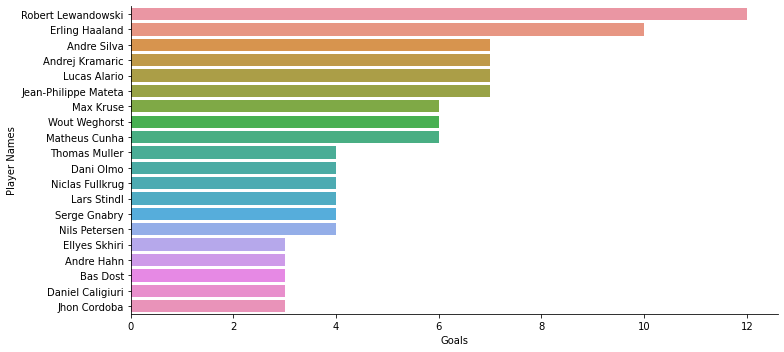 Robert Lewandowski
Erling Haaland
Andre Silva
Andrej Kramaric
Lucas Alario
Jean-Philippe Mateta
Max Kruse
Wout Weghorst
Matheus Cunha
Thomas Muller
Dani Olmo
Niclas Fullkrug
Lars Stindl
Serge Gnabry
Nils Petersen
Ellyes Skhiri
Andre Hahn
Bas Dost
Daniel Caligiuri
Jhon Cordoba
Player Names
0 2 4 6 8 10 12
Goals